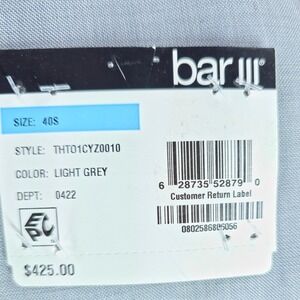 bar III
SIZE: 40S
STYLE: THTO1CYZ0010
COLOR: LIGHT GREY
DEPT: 0422
6 28735 52879 0
Customer Return Label
EPC
$425.00